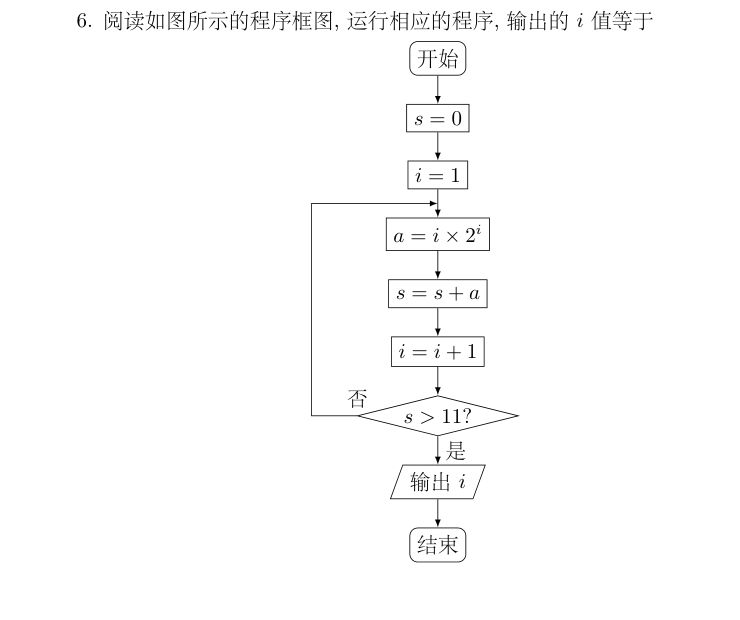 6. 阅读如图所示的程序框图, 运行相应的程序, 输出的 i 值等于
开始
s = 0
i = 1
a = i × 2^i
s = s + a
i = i + 1
否
s > 11?
是
输出 i
结束